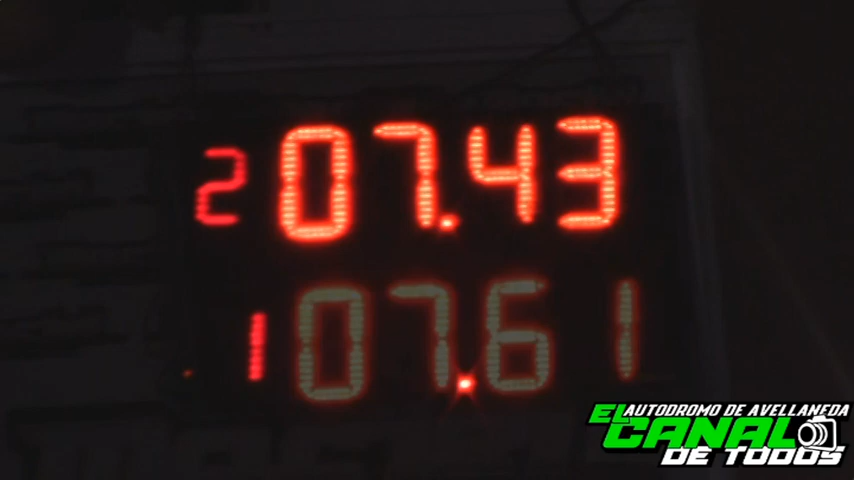 2 07.43
1 07.61
AUTODROMO DE AVELLANEDA
EL CANAL
DE TODOS